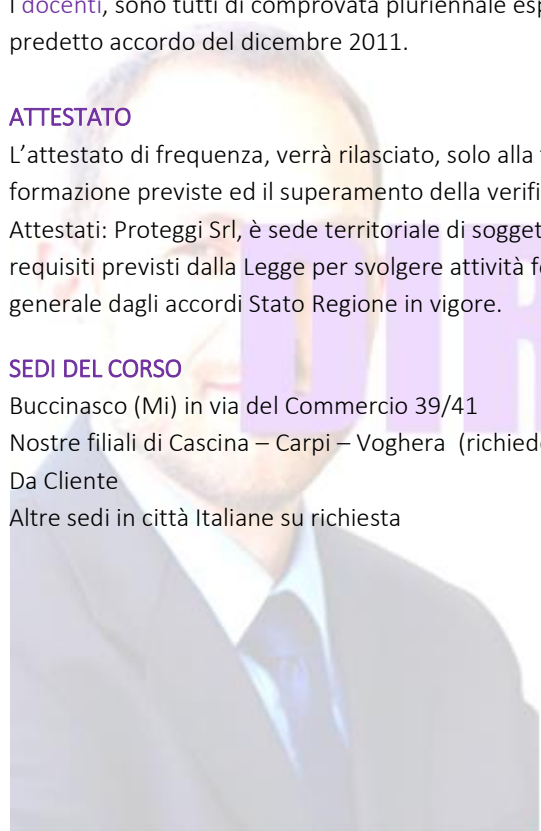 I docenti, sono tutti di comprovata pluriennale esp
predetto accordo del dicembre 2011.
ATTESTATO
L’attestato di frequenza, verrà rilasciato, solo alla
formazione previste ed il superamento della verifi
Attestati: Proteggi Srl, è sede territoriale di sogget
requisiti previsti dalla Legge per svolgere attività fo
generale dagli accordi Stato Regione in vigore.
DIR
SEDI DEL CORSO
Buccinasco (Mi) in via del Commercio 39/41
Nostre filiali di Cascina – Carpi – Voghera (richied
Da Cliente
Altre sedi in città Italiane su richiesta